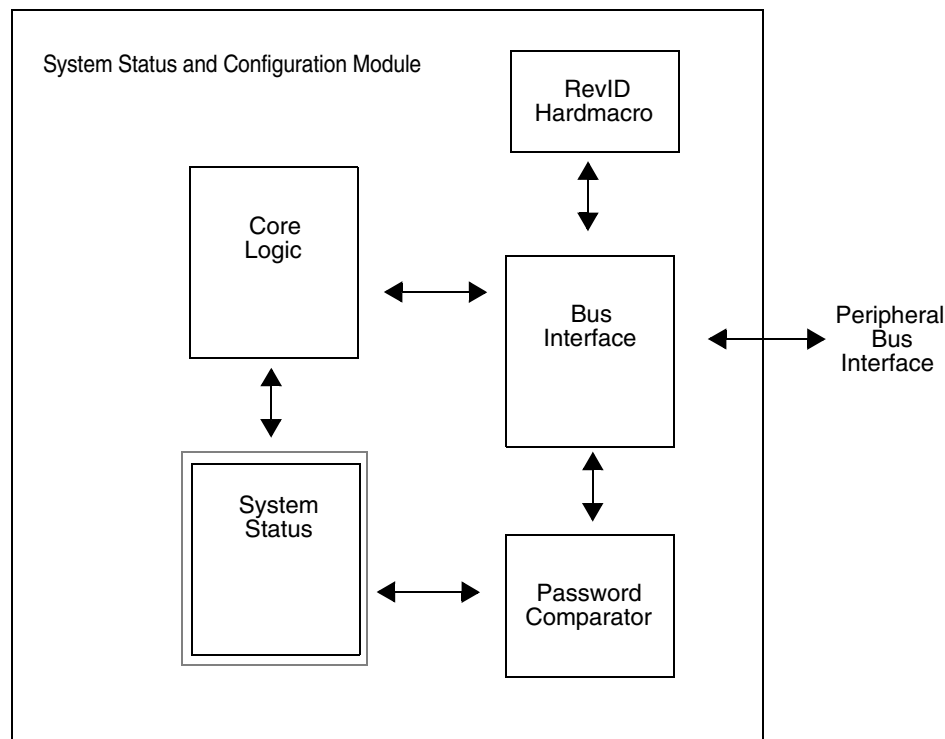 System Status and Configuration Module
RevID
Hardmacro
Core
Logic
Bus
Interface
Peripheral
Bus
Interface
System
Status
Password
Comparator